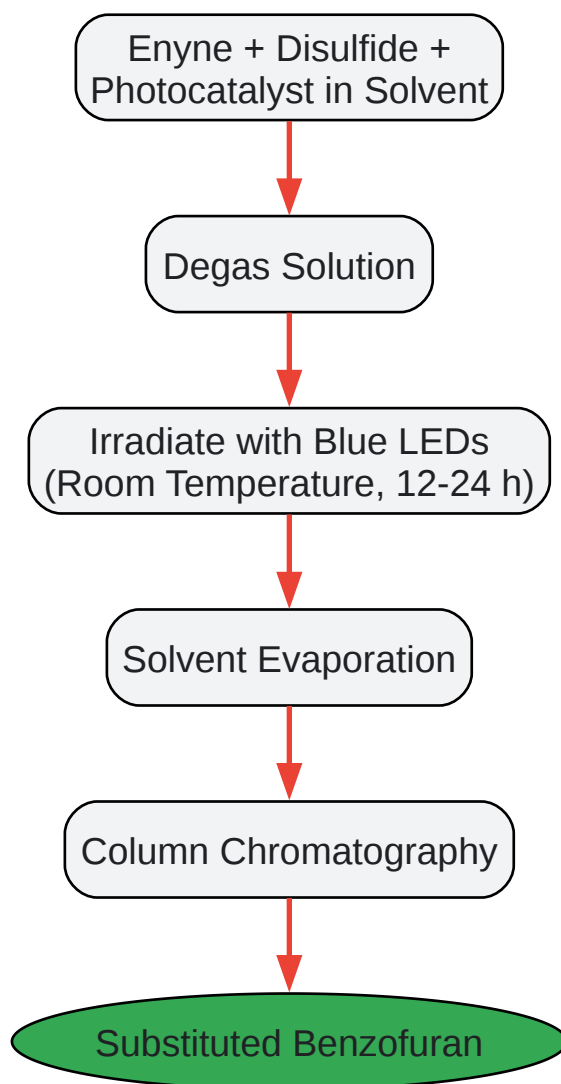 Enyne + Disulfide +
Photocatalyst in Solvent
Degas Solution
Irradiate with Blue LEDs
(Room Temperature, 12-24 h)
Solvent Evaporation
Column Chromatography
Substituted Benzofuran